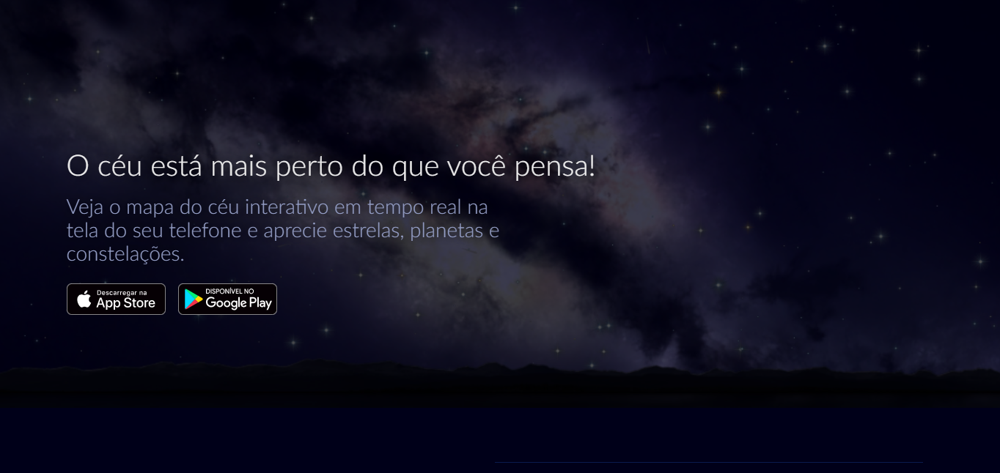 O céu está mais perto do que você pensa!
Veja o mapa do céu interativo em tempo real na
tela do seu telefone e aprecie estrelas, planetas e
constelações.
Descarregar na
App Store
DISPONÍVEL NO
Google Play